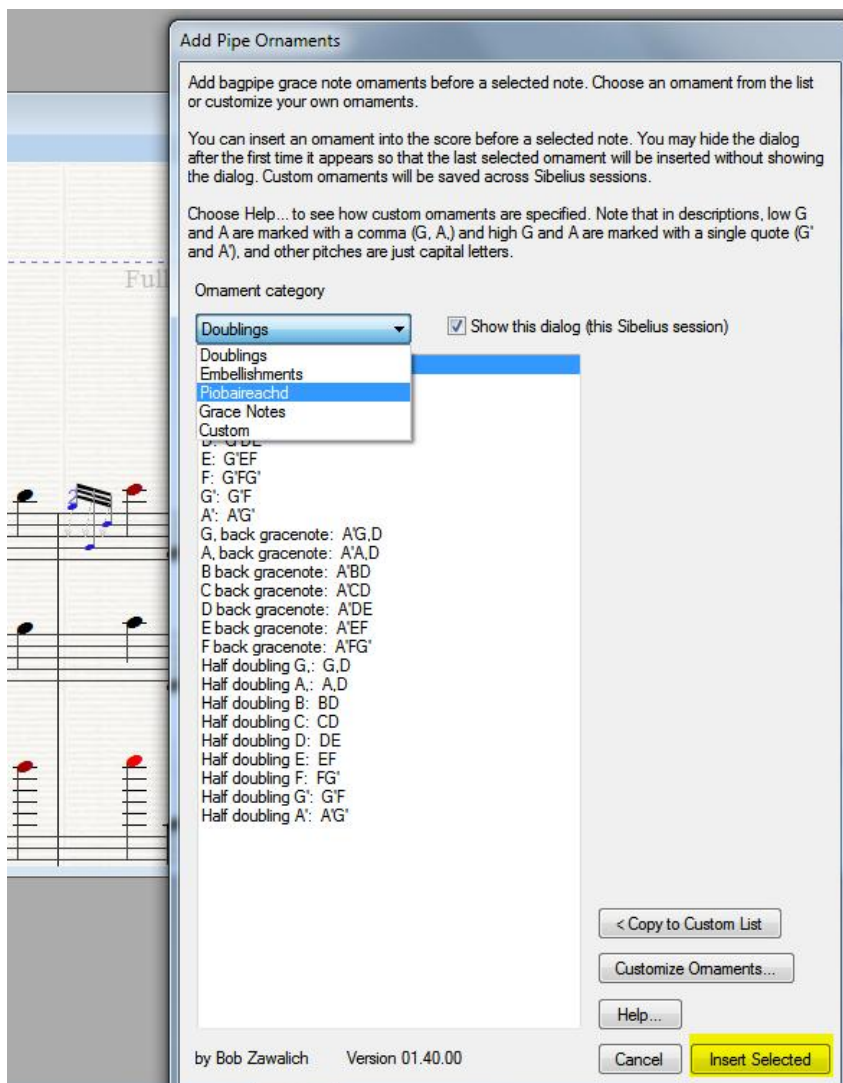 Add Pipe Ornaments
Add bagpipe grace note ornaments before a selected note. Choose an ornament from the list
or customize your own ornaments.
You can insert an ornament into the score before a selected note. You may hide the dialog
after the first time it appears so that the last selected ornament will be inserted without showing
the dialog. Custom ornaments will be saved across Sibelius sessions.
Choose Help... to see how custom ornaments are specified. Note that in descriptions, low G
and A are marked with a comma (G, A,) and high G and A are marked with a single quote (G'
and A'), and other pitches are just capital letters.
Full
Ornament category
Doublings
Show this dialog (this Sibelius session)
Doublings
Embellishments
Piobaireachd
Grace Notes
Custom
D: G'DE
E: G'EF
F: G'FG'
G': G'F
A': A'G'
G, back gracenote: A'G,D
A, back gracenote: A'A,D
B back gracenote: A'BD
C back gracenote: A'CD
D back gracenote: A'DE
E back gracenote: A'EF
F back gracenote: A'FG'
Half doubling G,: G,D
Half doubling A,: A,D
Half doubling B: BD
Half doubling C: CD
Half doubling D: DE
Half doubling E: EF
Half doubling F: FG'
Half doubling G': G'F
Half doubling A': A'G'
< Copy to Custom List
Customize Ornaments...
Help...
by Bob Zawalich Version 01.40.00
Cancel
Insert Selected